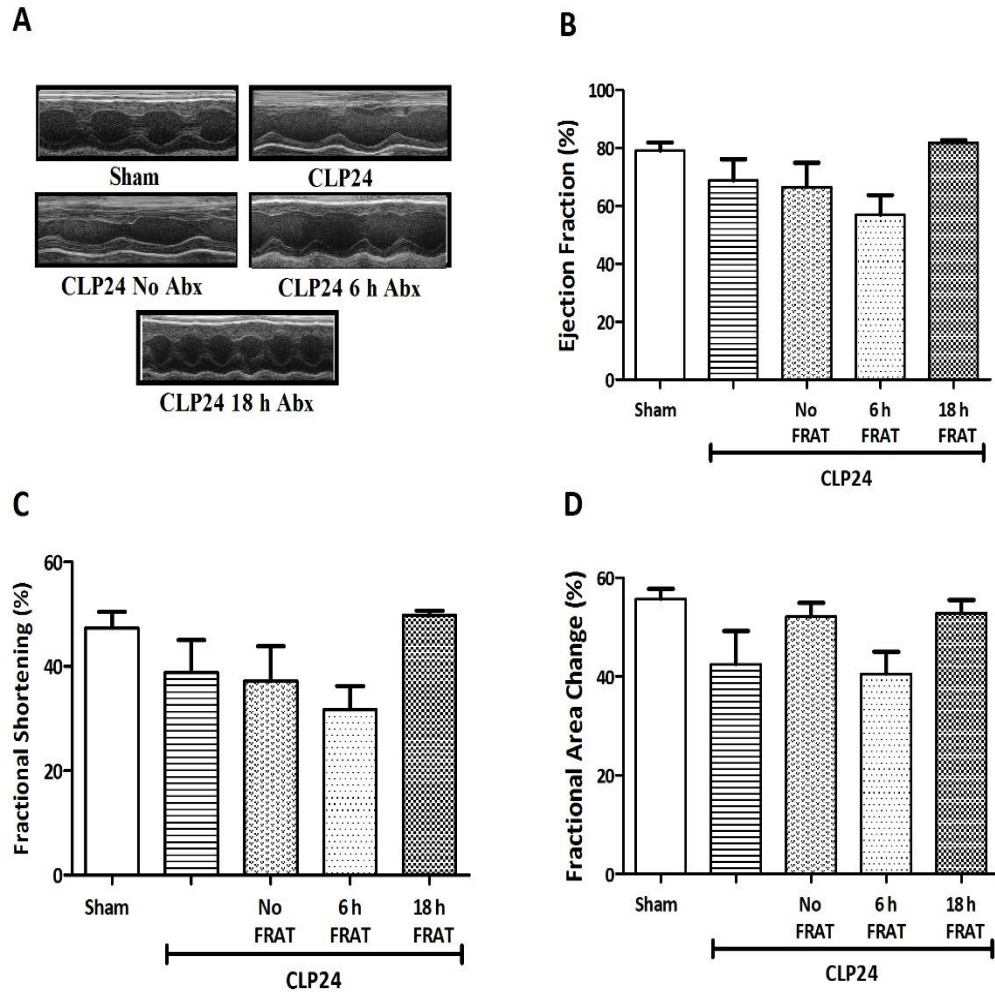 A
Sham
CLP24
CLP24 No Abx
CLP24 6 h Abx
CLP24 18 h Abx
B
Ejection Fraction (%)
100
80
60
40
20
0
Sham
No
FRAT
6 h
FRAT
18 h
FRAT
CLP24
C
Fractional Shortening (%)
60
40
20
0
Sham
No
FRAT
6 h
FRAT
18 h
FRAT
CLP24
D
Fractional Area Change (%)
60
40
20
0
Sham
No
FRAT
6 h
FRAT
18 h
FRAT
CLP24